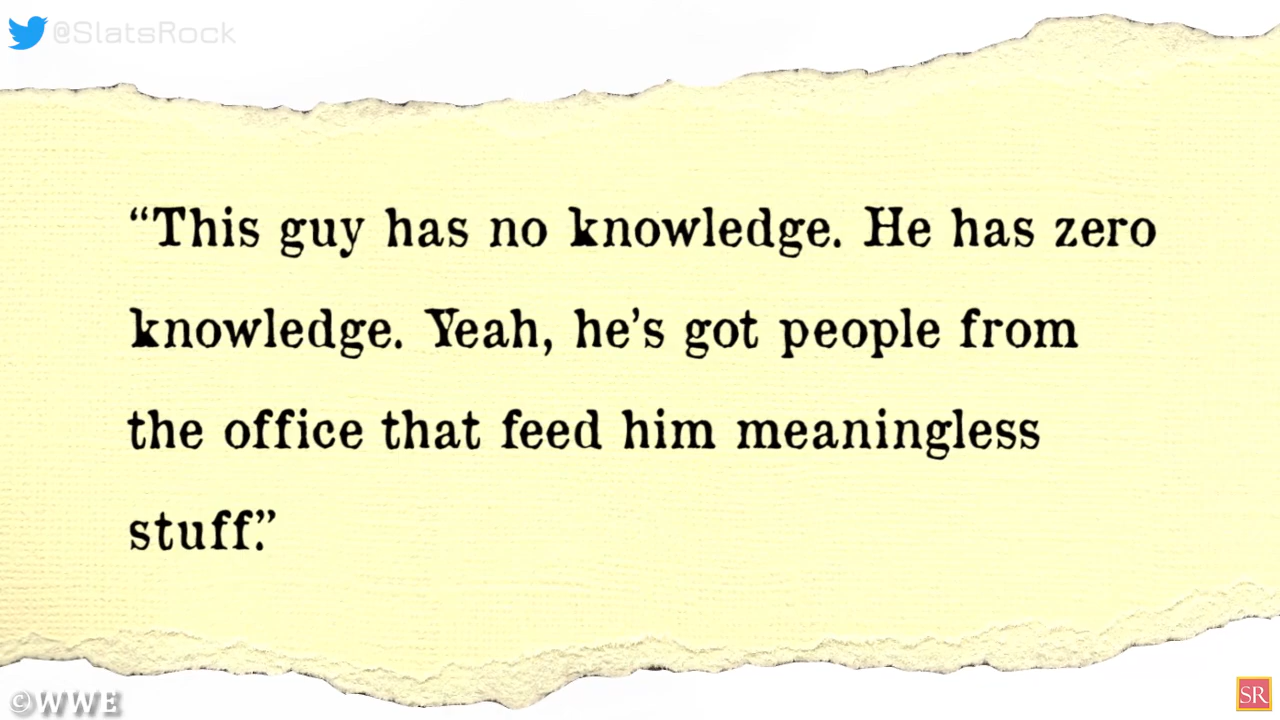 @SlatsRock
“This guy has no knowledge. He has zero
knowledge. Yeah, he’s got people from
the office that feed him meaningless
stuff.”
©WWE
SR